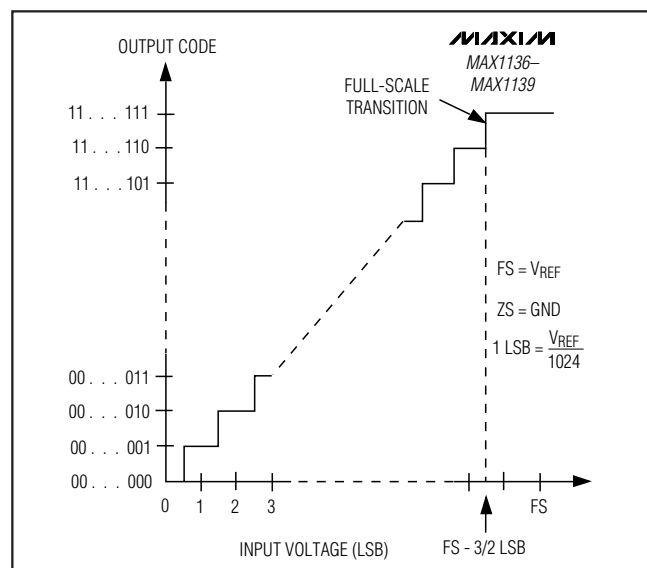 OUTPUT CODE
MAXIM
MAX1136–
MAX1139
FULL-SCALE
TRANSITION
11 . . . 111
11 . . . 110
11 . . . 101
FS = VREF
ZS = GND
1 LSB = VREF
1024
00 . . . 011
00 . . . 010
00 . . . 001
00 . . . 000
0 1 2 3 FS
INPUT VOLTAGE (LSB)
FS - 3/2 LSB